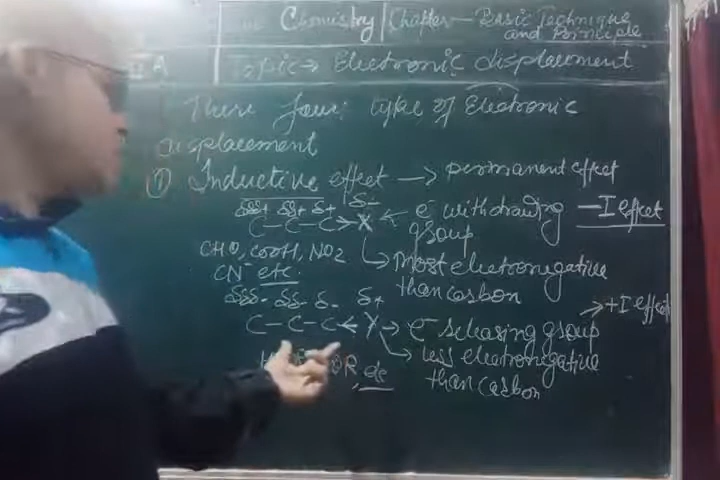 Chemistry | Chapter - Basic Technique
and Principle
A
Topic → Electronic displacement
There four type of Electronic
displacement
① Inductive effect → permanent effect
δδδ+ δδ+ δ+ δ-
C - C - C > X ← e⁻ withdrawing - I effect
group
CHO, COOH, NO2
CN⁻ etc.
↳ Most electronegative
than carbon
δδδ- δδ- δ- δ+
C - C - C ← Y → e⁻ releasing group → + I effect
R, etc
↳ less electronegative
than carbon